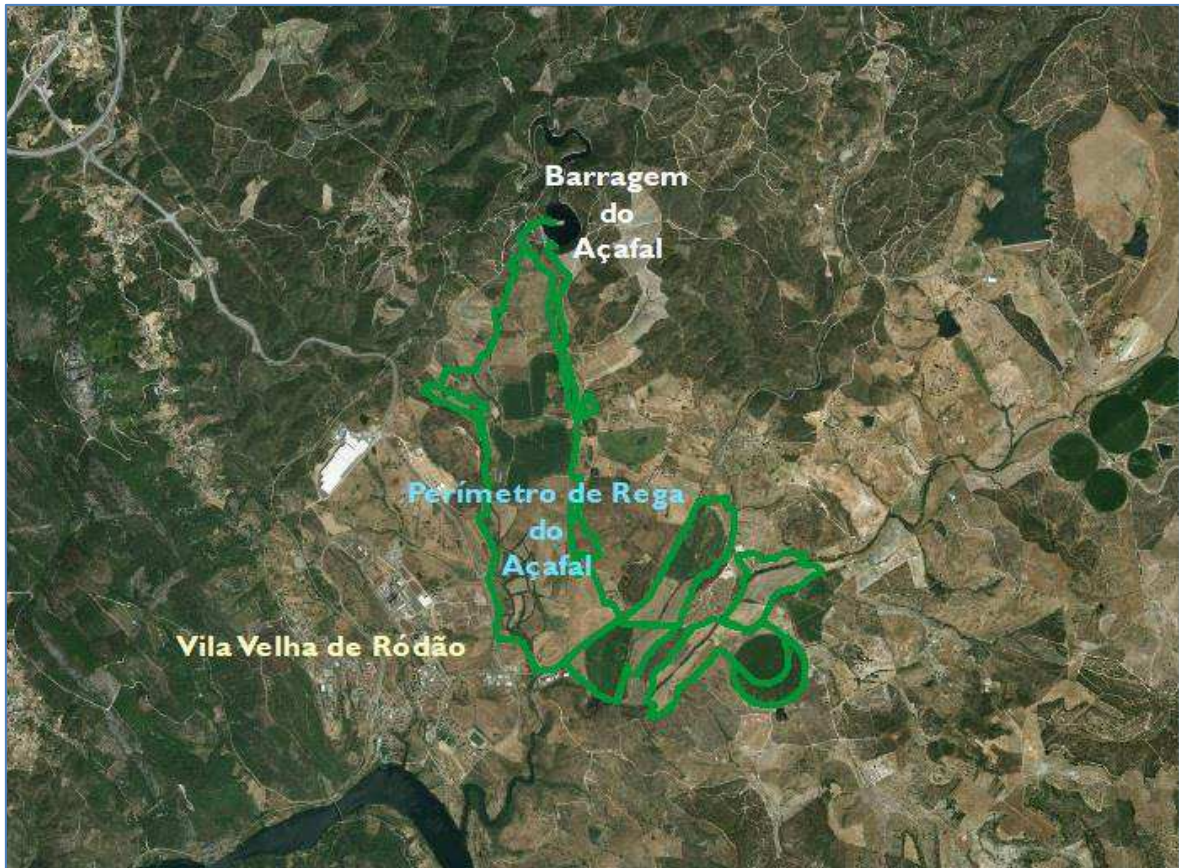 Barragem
do
Açafal
Perímetro de Rega
do
Açafal
Vila Velha de Ródão